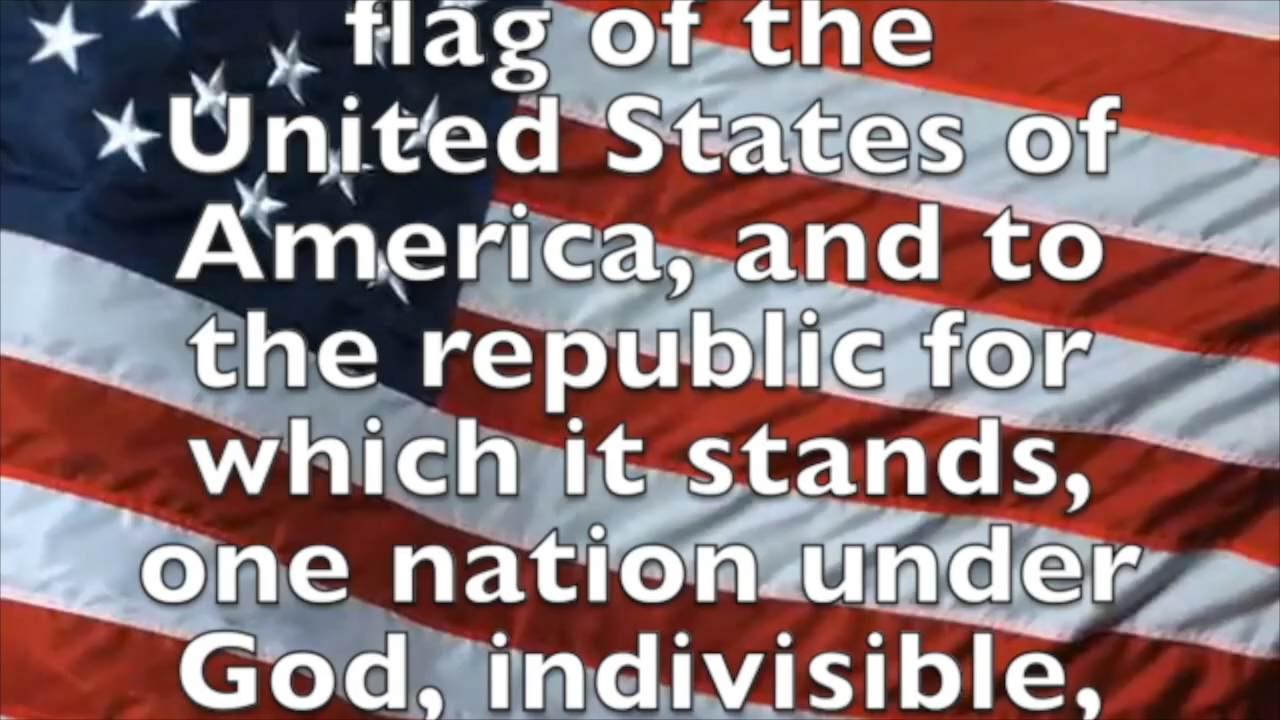 flag of the
United States of
America, and to
the republic for
which it stands,
one nation under
God, indivisible,